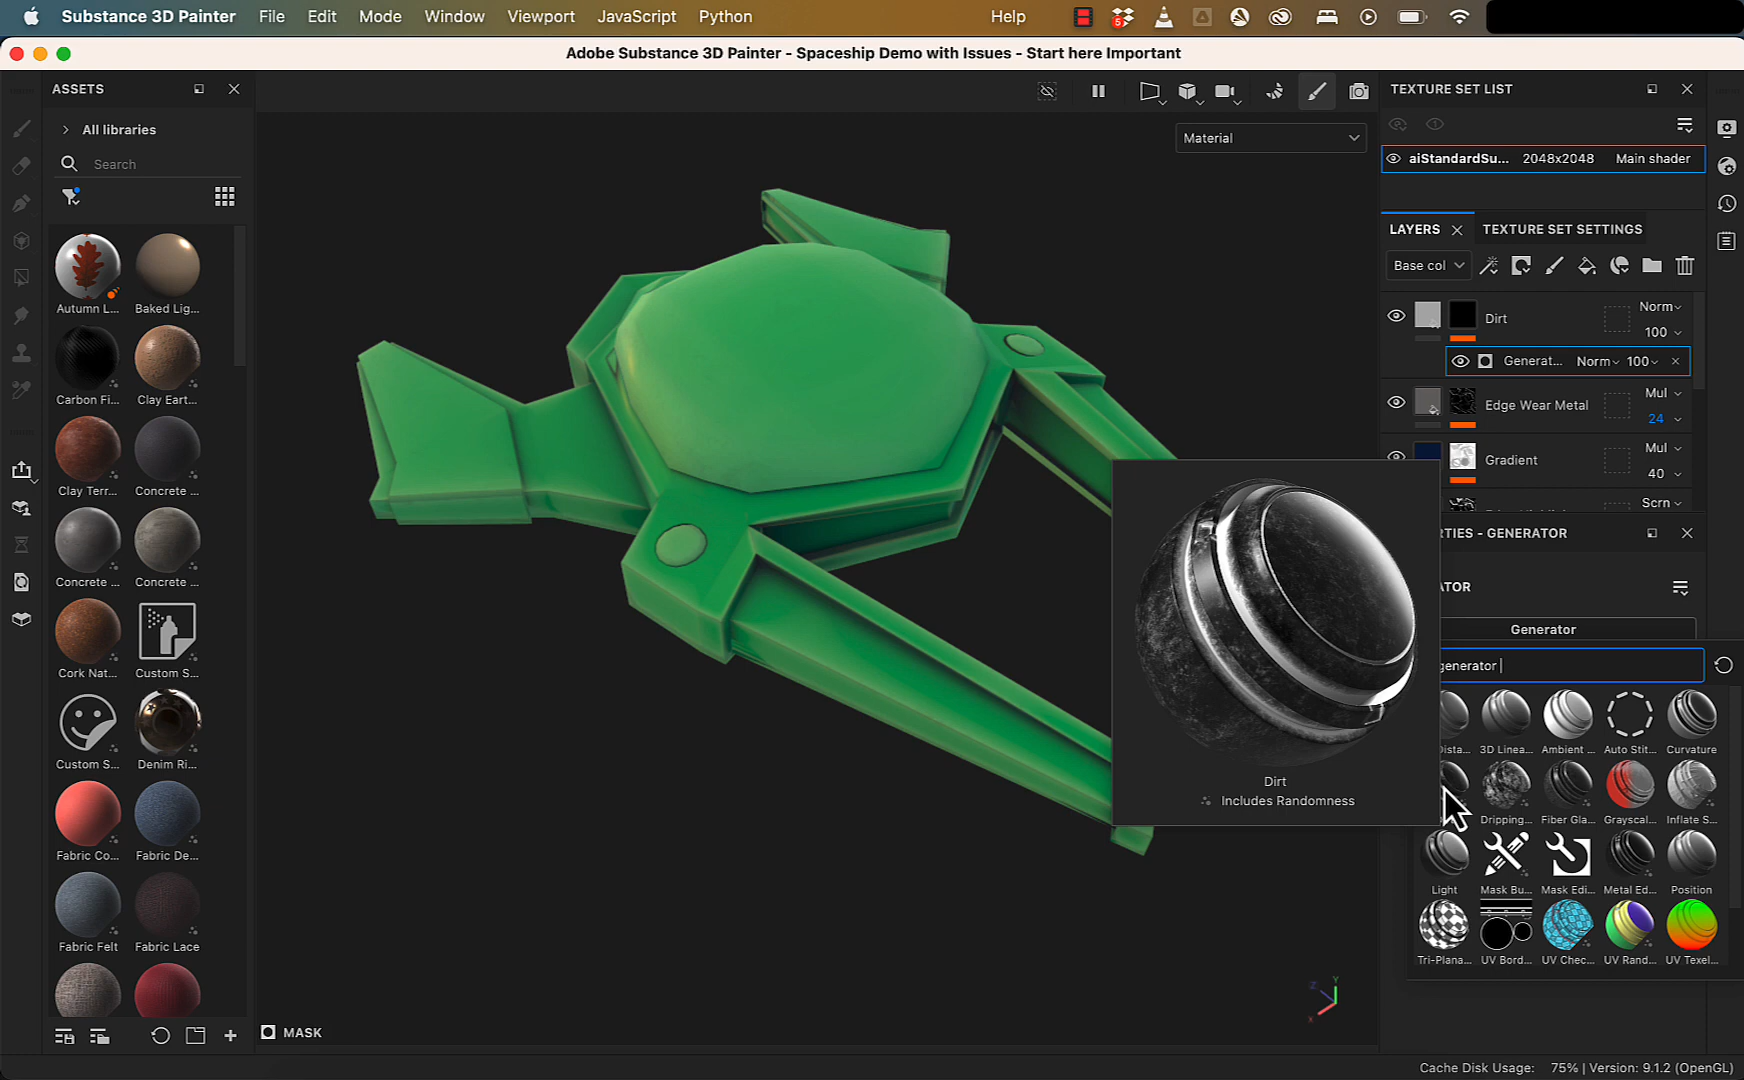 Substance 3D Painter File Edit Mode Window Viewport JavaScript Python Help
5
Adobe Substance 3D Painter - Spaceship Demo with Issues - Start here Important
ASSETS
All libraries
Search
Autumn L...
Baked Lig...
Carbon Fi...
Clay Eart...
Clay Terr...
Concrete ...
Concrete ...
Concrete ...
Cork Nat...
Custom S...
Custom S...
Denim Ri...
Fabric Co...
Fabric De...
Fabric Felt
Fabric Lace
Material
MASK
Y
Z
X
Dirt
Includes Randomness
TEXTURE SET LIST
aiStandardSu... 2048x2048 Main shader
LAYERS
TEXTURE SET SETTINGS
Base col
Dirt
Norm
100
Generat... Norm 100
Edge Wear Metal
Mul
24
Gradient
Mul
40
Scrn
RTIES - GENERATOR
ATOR
Generator
generator
Dista...
3D Linea...
Ambient ...
Auto Stit...
Curvature
Dripping...
Fiber Gla...
Grayscal...
Inflate S...
Light
Mask Bu...
Mask Edi...
Metal Ed...
Position
Tri-Plana...
UV Bord...
UV Chec...
UV Rand...
UV Texel...
Cache Disk Usage: 75% | Version: 9.1.2 (OpenGL)